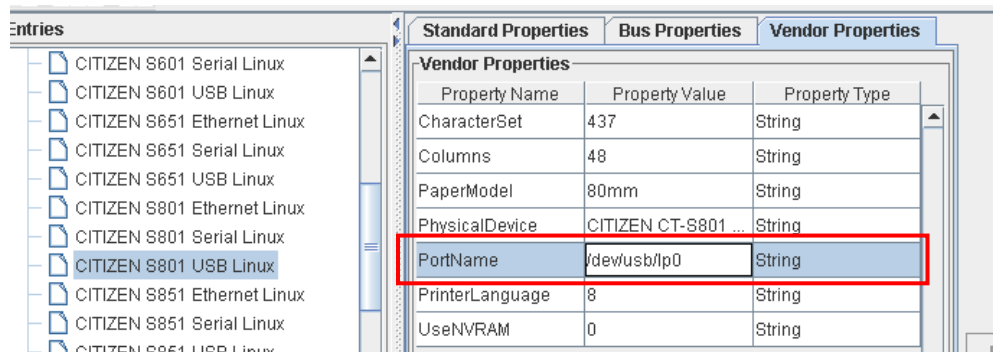 Entries
CITIZEN S601 Serial Linux
CITIZEN S601 USB Linux
CITIZEN S651 Ethernet Linux
CITIZEN S651 Serial Linux
CITIZEN S651 USB Linux
CITIZEN S801 Ethernet Linux
CITIZEN S801 Serial Linux
CITIZEN S801 USB Linux
CITIZEN S851 Ethernet Linux
CITIZEN S851 Serial Linux
CITIZEN S851 USB Linux
Standard Properties Bus Properties Vendor Properties
Vendor Properties
Property Name Property Value Property Type
CharacterSet 437 String
Columns 48 String
PaperModel 80mm String
PhysicalDevice CITIZEN CT-S801 ... String
PortName /dev/usb/lp0 String
PrinterLanguage 8 String
UseNVRAM 0 String